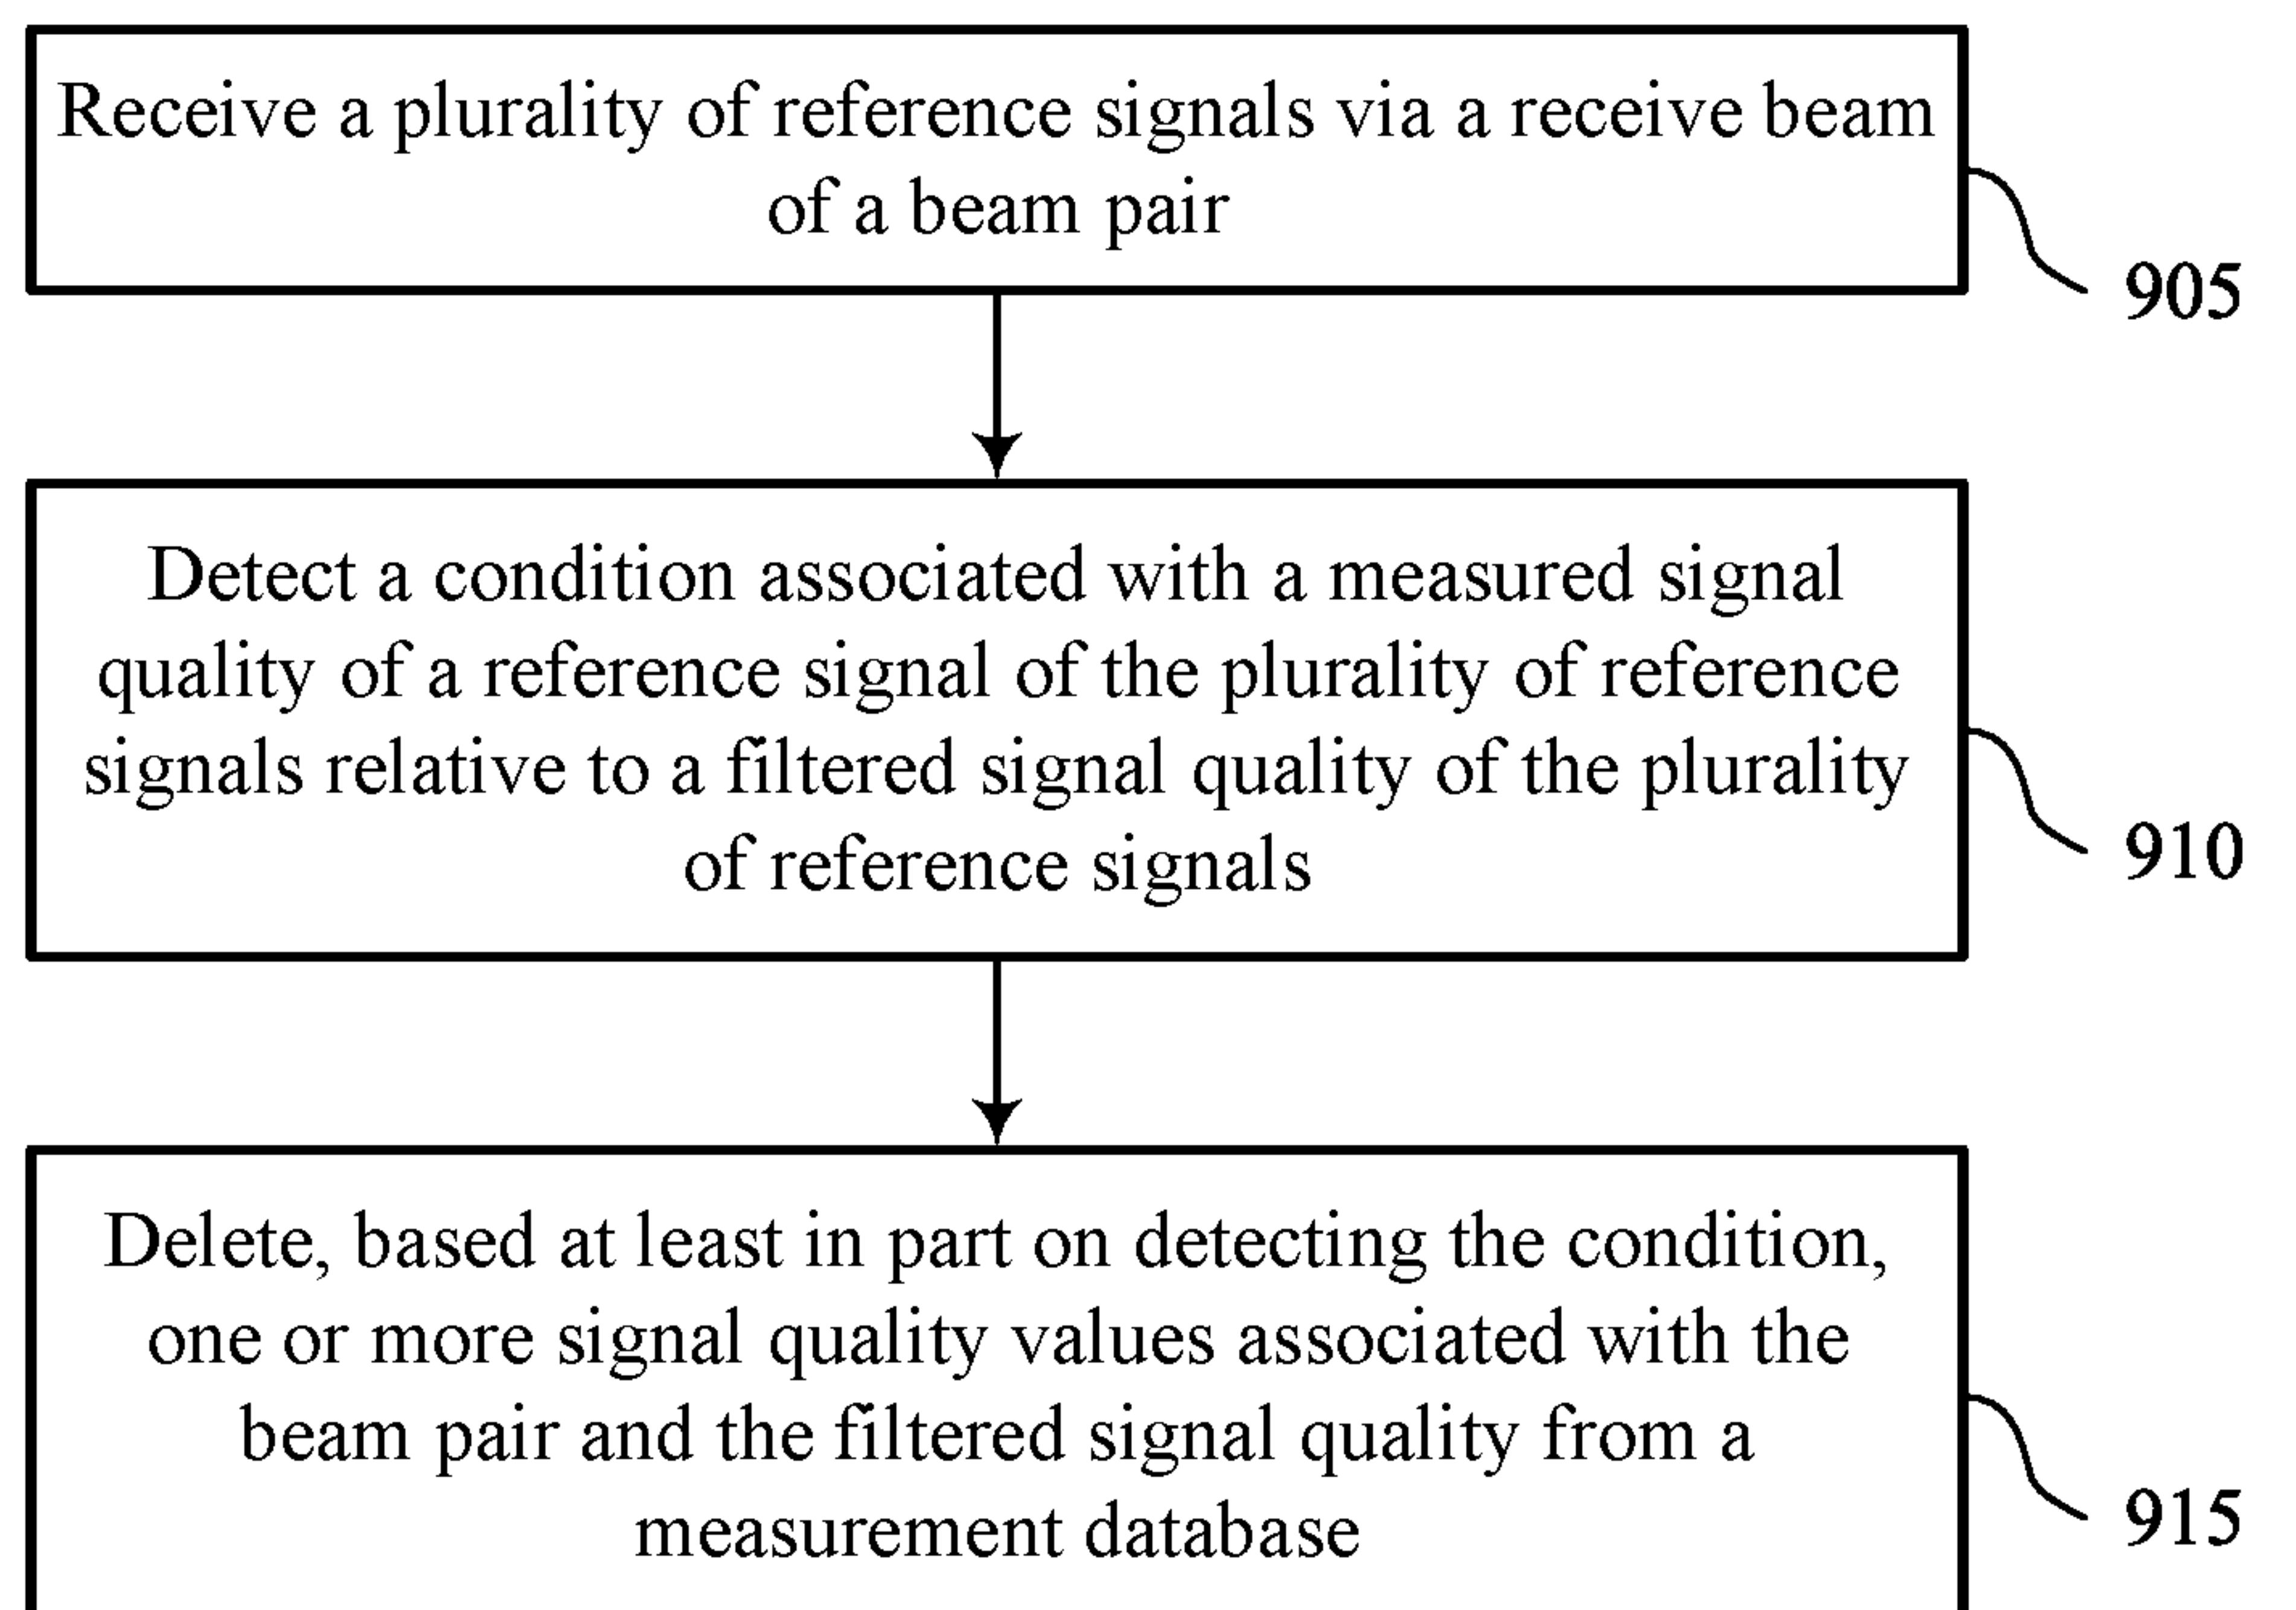 Receive a plurality of reference signals via a receive beam
of a beam pair
905
Detect a condition associated with a measured signal
quality of a reference signal of the plurality of reference
signals relative to a filtered signal quality of the plurality
of reference signals
910
Delete, based at least in part on detecting the condition,
one or more signal quality values associated with the
beam pair and the filtered signal quality from a
measurement database
915